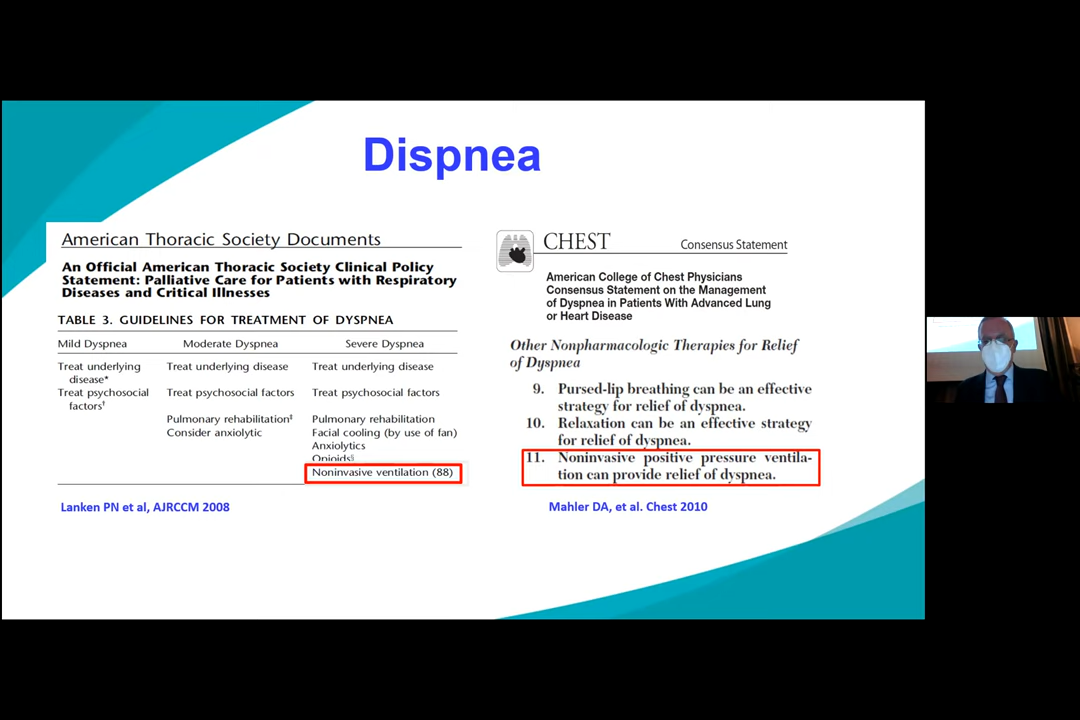 Dispnea
American Thoracic Society Documents
An Official American Thoracic Society Clinical Policy
Statement: Palliative Care for Patients with Respiratory
Diseases and Critical Illnesses
TABLE 3. GUIDELINES FOR TREATMENT OF DYSPNEA
Mild Dyspnea Moderate Dyspnea Severe Dyspnea
Treat underlying Treat underlying disease Treat underlying disease
disease*
Treat psychosocial Treat psychosocial factors Treat psychosocial factors
factors†
Pulmonary rehabilitation‡ Pulmonary rehabilitation
Consider anxiolytic Facial cooling (by use of fan)
Anxiolytics
Opioids§
Noninvasive ventilation (88)
Lanken PN et al, AJRCCM 2008
CHEST Consensus Statement
American College of Chest Physicians
Consensus Statement on the Management
of Dyspnea in Patients With Advanced Lung
or Heart Disease
Other Nonpharmacologic Therapies for Relief
of Dyspnea
9. Pursed-lip breathing can be an effective
strategy for relief of dyspnea.
10. Relaxation can be an effective strategy
for relief of dyspnea.
11. Noninvasive positive pressure ventila-
tion can provide relief of dyspnea.
Mahler DA, et al. Chest 2010